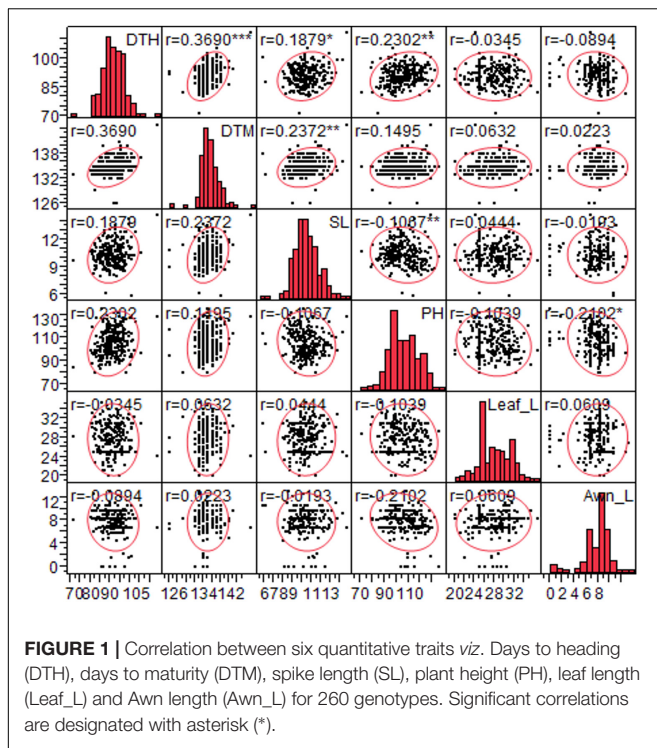 DTH r=0.3690*** r=0.1879* r=0.2302** r=-0.0345 r=-0.0894
100
85
70
r=0.3690 DTM r=0.2372** r=0.1495 r=0.0632 r=0.0223
138
132
126
r=0.1879 r=0.2372 SL r=-0.1067** r=0.0444 r=-0.0193
12
9
6
r=0.2302 r=0.1495 r=-0.1067 PH r=-0.1039 r=-0.2102*
130
110
90
70
r=-0.0345 r=0.0632 r=0.0444 r=-0.1039 Leaf_L r=0.0609
32
28
24
20
r=-0.0894 r=0.0223 r=-0.0193 r=-0.2102 r=0.0609 Awn_L
12
8
4
0
708090 105 126 134142 6789 1113 70 90 110 2024 2832 0 2 4 6 8
FIGURE 1 | Correlation between six quantitative traits viz. Days to heading
(DTH), days to maturity (DTM), spike length (SL), plant height (PH), leaf length
(Leaf_L) and Awn length (Awn_L) for 260 genotypes. Significant correlations
are designated with asterisk (*).